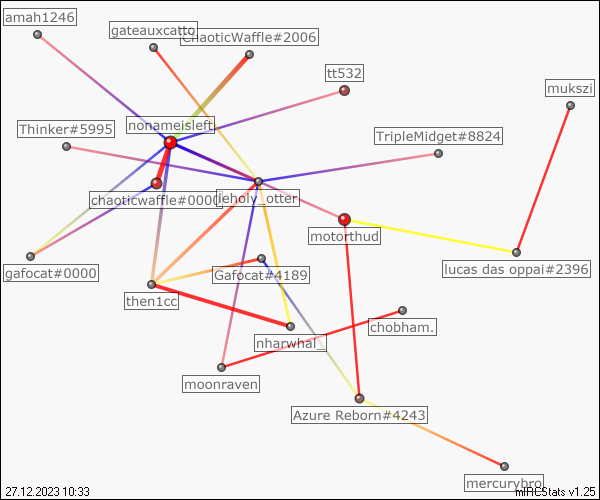 amah1246
gateauxcatto
ChaoticWaffle#2006
tt532
mukszi
Thinker#5995
nonameisleft
TripleMidget#8824
chaoticwaffle#0000
leholy_otter
motorthud
gafocat#0000
Gafocat#4189
lucas das oppai#2396
then1cc
chobham.
nharwhal_
moonraven
Azure Reborn#4243
mercurybro
27.12.2023 10:33
mIRCStats v1.25